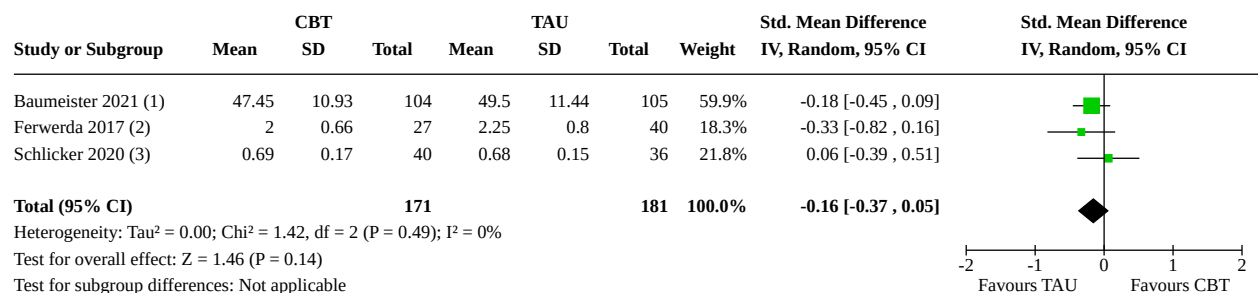 CBT TAU Std. Mean Difference Std. Mean Difference
Study or Subgroup Mean SD Total Mean SD Total Weight IV, Random, 95% CI IV, Random, 95% CI
Baumeister 2021 (1) 47.45 10.93 104 49.5 11.44 105 59.9% -0.18 [-0.45 , 0.09]
Ferwerda 2017 (2) 2 0.66 27 2.25 0.8 40 18.3% -0.33 [-0.82 , 0.16]
Schlicker 2020 (3) 0.69 0.17 40 0.68 0.15 36 21.8% 0.06 [-0.39 , 0.51]
Total (95% CI) 171 181 100.0% -0.16 [-0.37 , 0.05]
Heterogeneity: Tau² = 0.00; Chi² = 1.42, df = 2 (P = 0.49); I² = 0%
Test for overall effect: Z = 1.46 (P = 0.14)
-2 -1 0 1 2
Test for subgroup differences: Not applicable Favours TAU Favours CBT